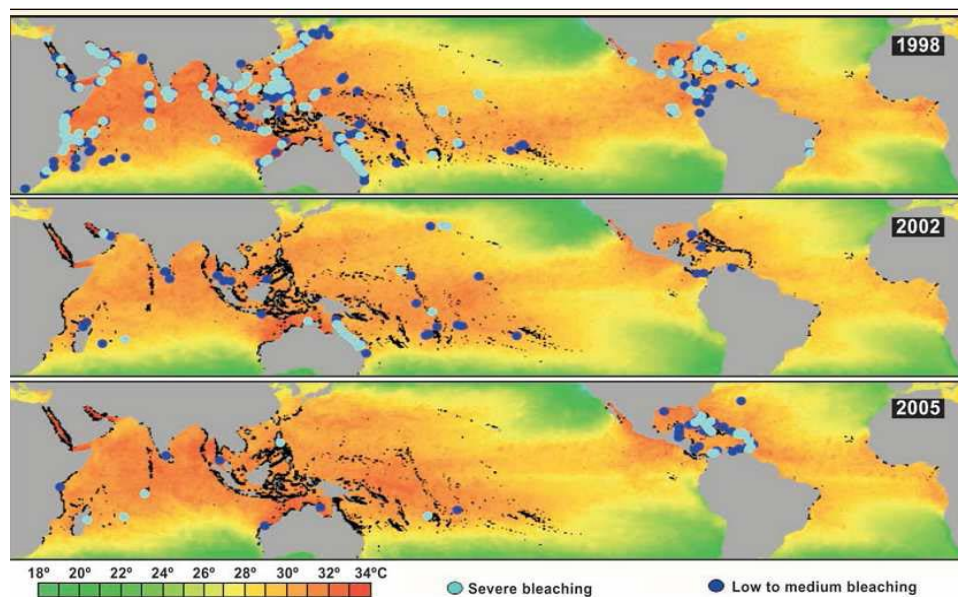 1998
2002
2005
18° 20° 22° 24° 26° 28° 30° 32° 34°C
Severe bleaching
Low to medium bleaching